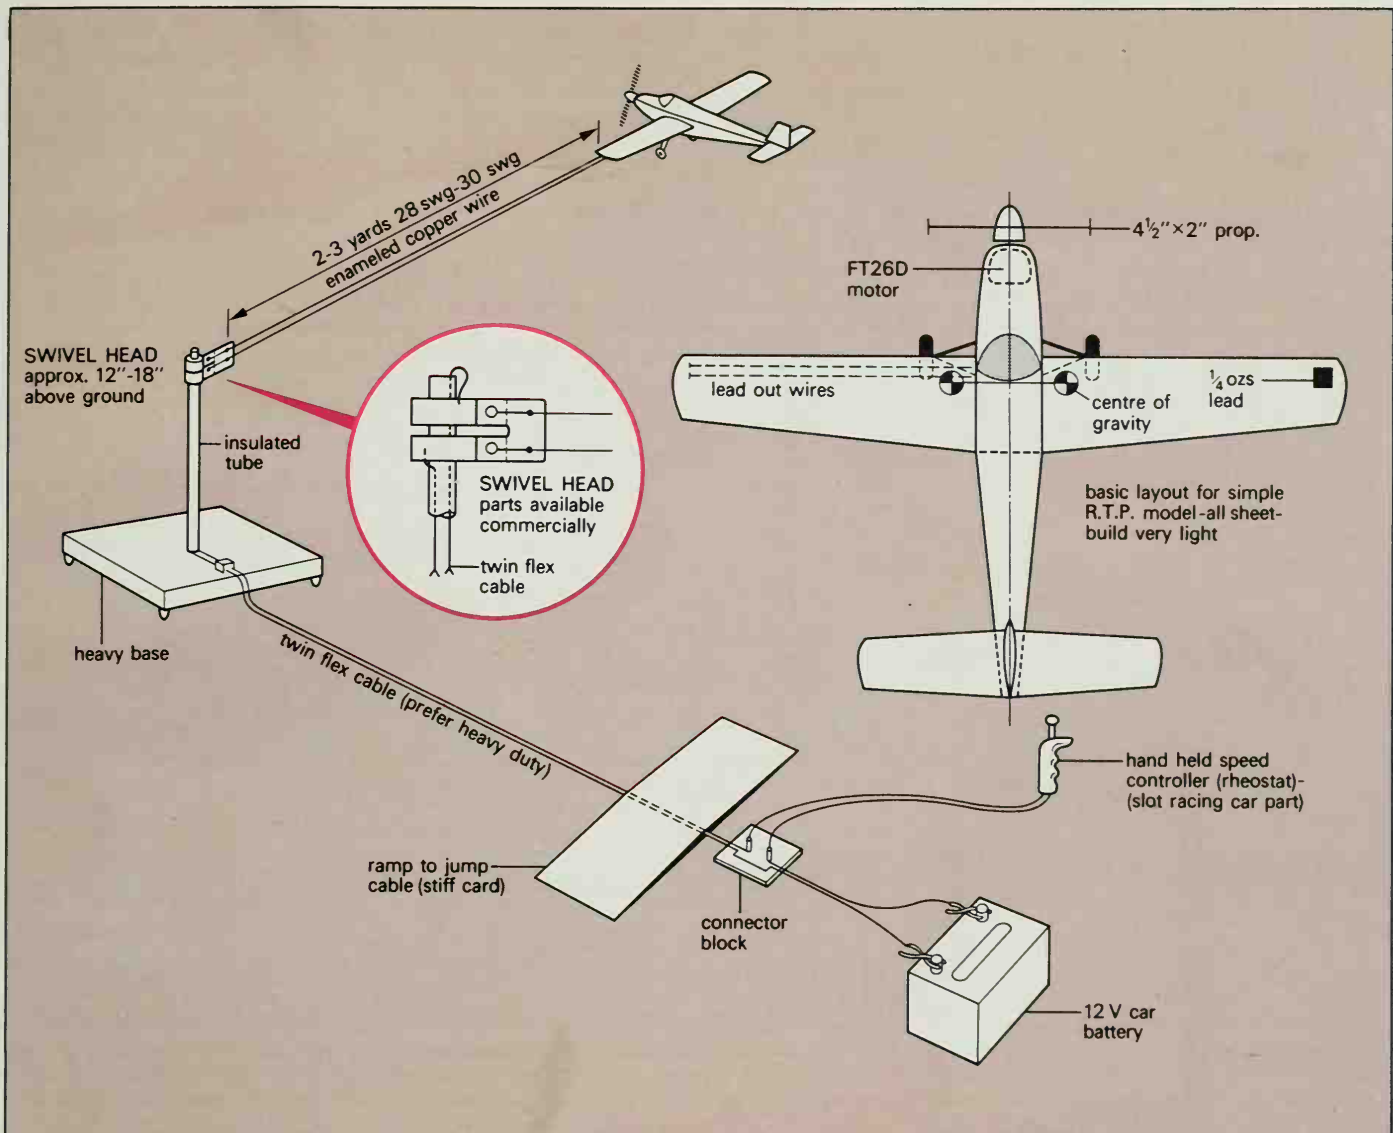 2-3 yards 28 swg-30 swg
enameled copper wire
SWIVEL HEAD
approx. 12"-18"
above ground
insulated
tube
SWIVEL HEAD
parts available
commercially
twin flex
cable
heavy base
twin flex cable (prefer heavy duty)
4½"×2" prop.
FT26D
motor
lead out wires
¼ ozs
lead
centre of
gravity
basic layout for simple
R.T.P. model-all sheet-
build very light
hand held speed
controller (rheostat)-
(slot racing car part)
ramp to jump
cable (stiff card)
connector
block
12 V car
battery